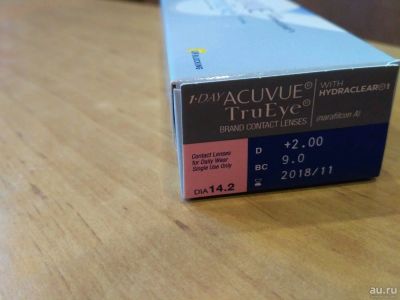 1·DAY ACUVUE®
TruEye®
BRAND CONTACT LENSES
WITH
HYDRACLEAR®1
(narafilcon A)
Contact Lenses
for Daily Wear
Single Use Only
DIA 14.2
D +2.00
BC 9.0
2018/11
au.ru